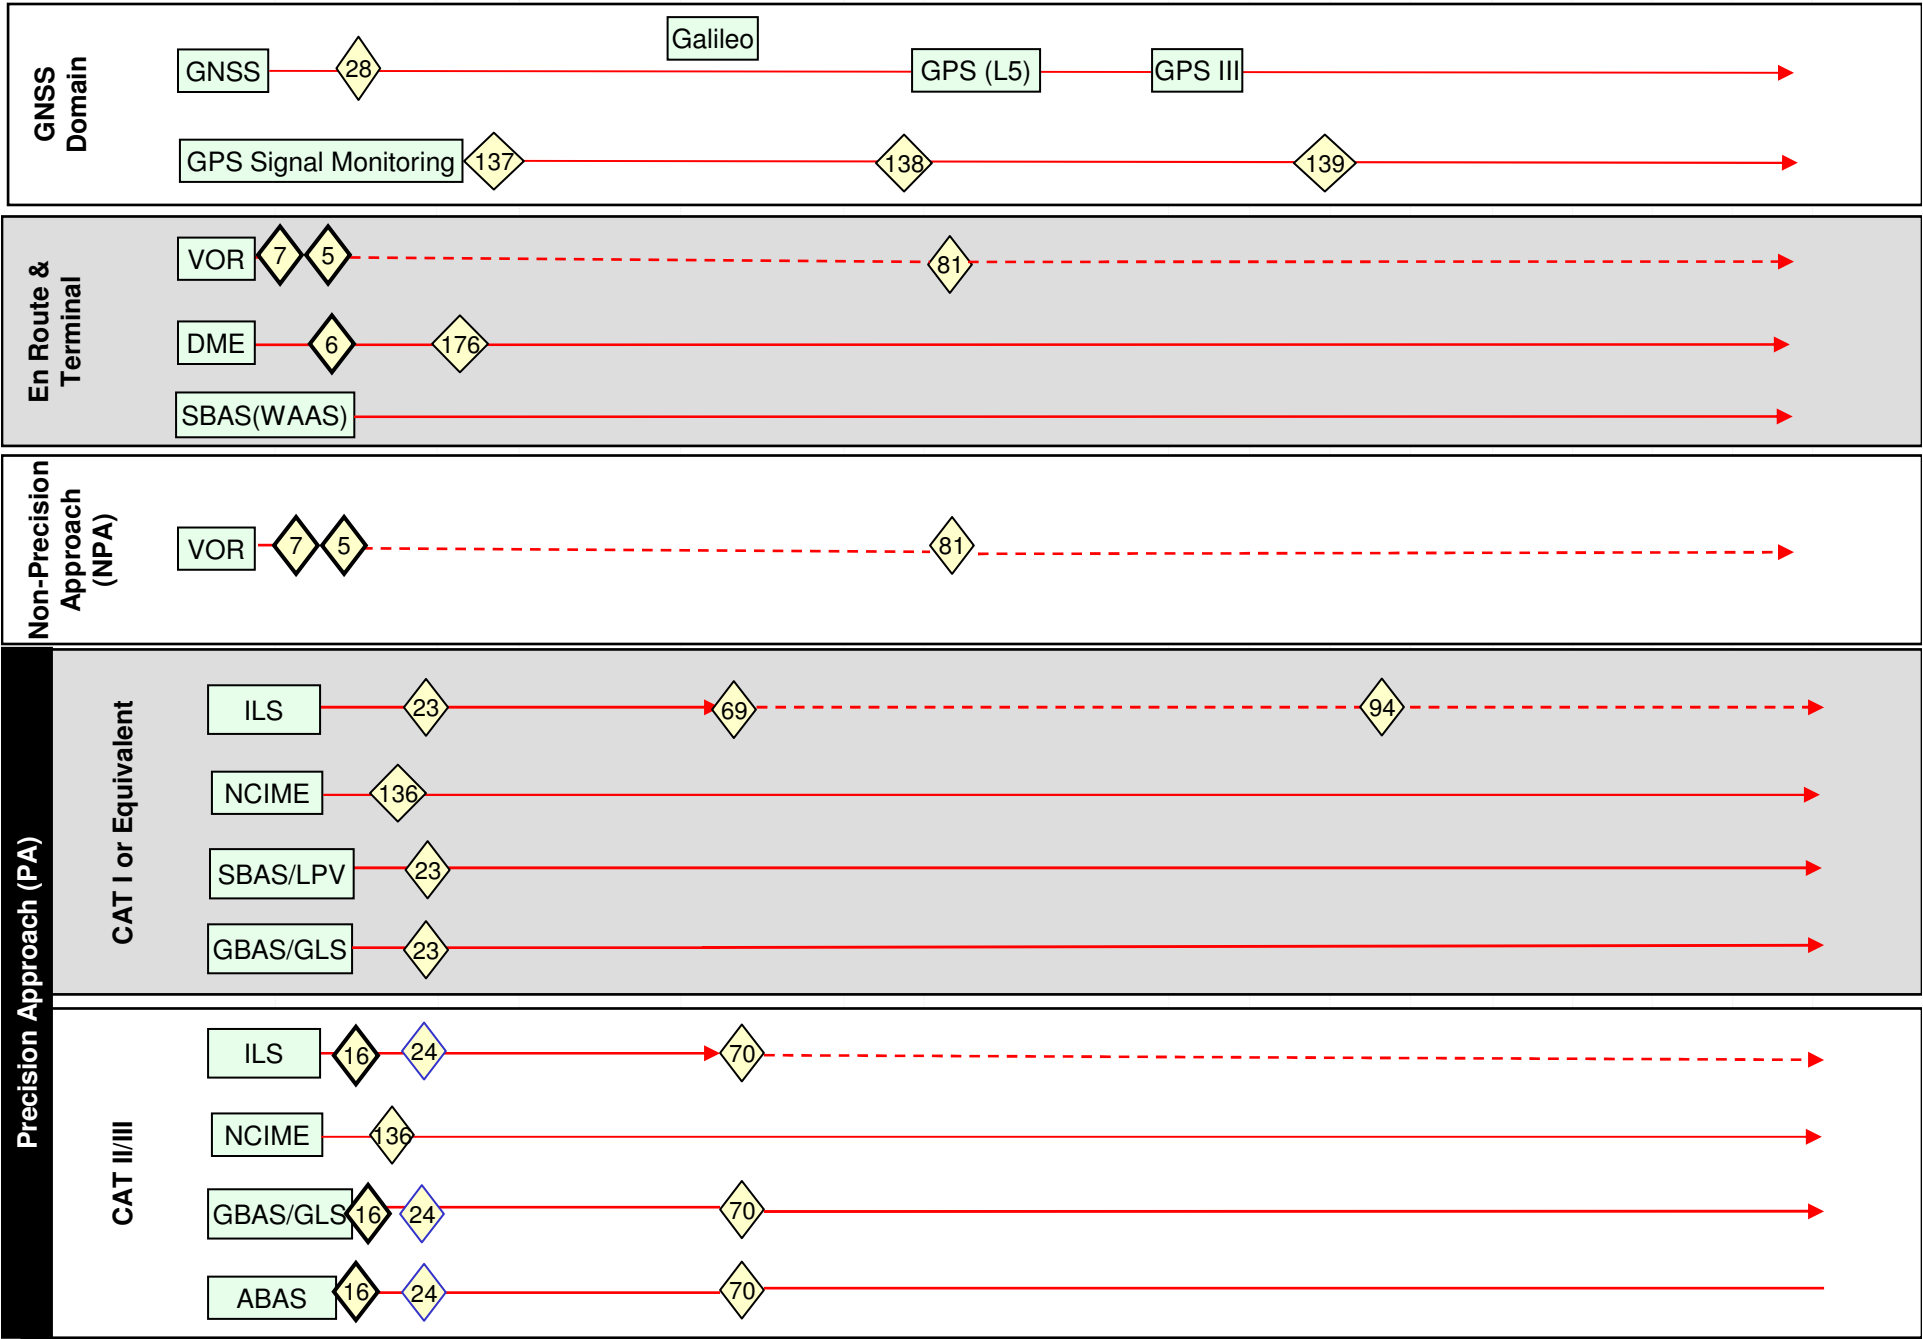 GNSS
Domain
Galileo
GNSS
28
GPS (L5)
GPS III
GPS Signal Monitoring
137
138
139
En Route &
Terminal
VOR
7
5
81
DME
6
176
SBAS(WAAS)
Non-Precision
Approach
(NPA)
VOR
7
5
81
Precision Approach (PA)
CAT I or Equivalent
ILS
23
69
94
NCIME
136
SBAS/LPV
23
GBAS/GLS
23
CAT II/III
ILS
16
24
70
NCIME
136
GBAS/GLS
16
24
70
ABAS
16
24
70